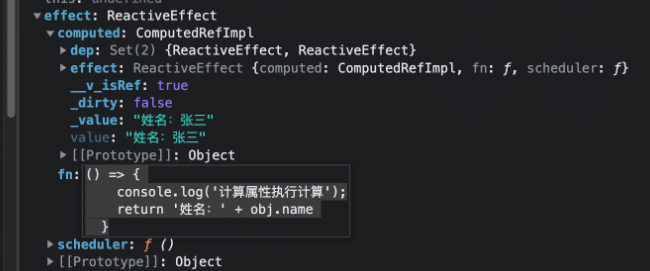 this: undefined
effect: ReactiveEffect
computed: ComputedRefImpl
dep: Set(2) {ReactiveEffect, ReactiveEffect}
effect: ReactiveEffect {computed: ComputedRefImpl, fn: ƒ, scheduler: ƒ}
__v_isRef: true
_dirty: false
_value: "姓名：张三"
value: "姓名：张三"
[[Prototype]]: Object
fn: () => {
console.log('计算属性执行计算');
return '姓名：' + obj.name
}
scheduler: ƒ ()
[[Prototype]]: Object